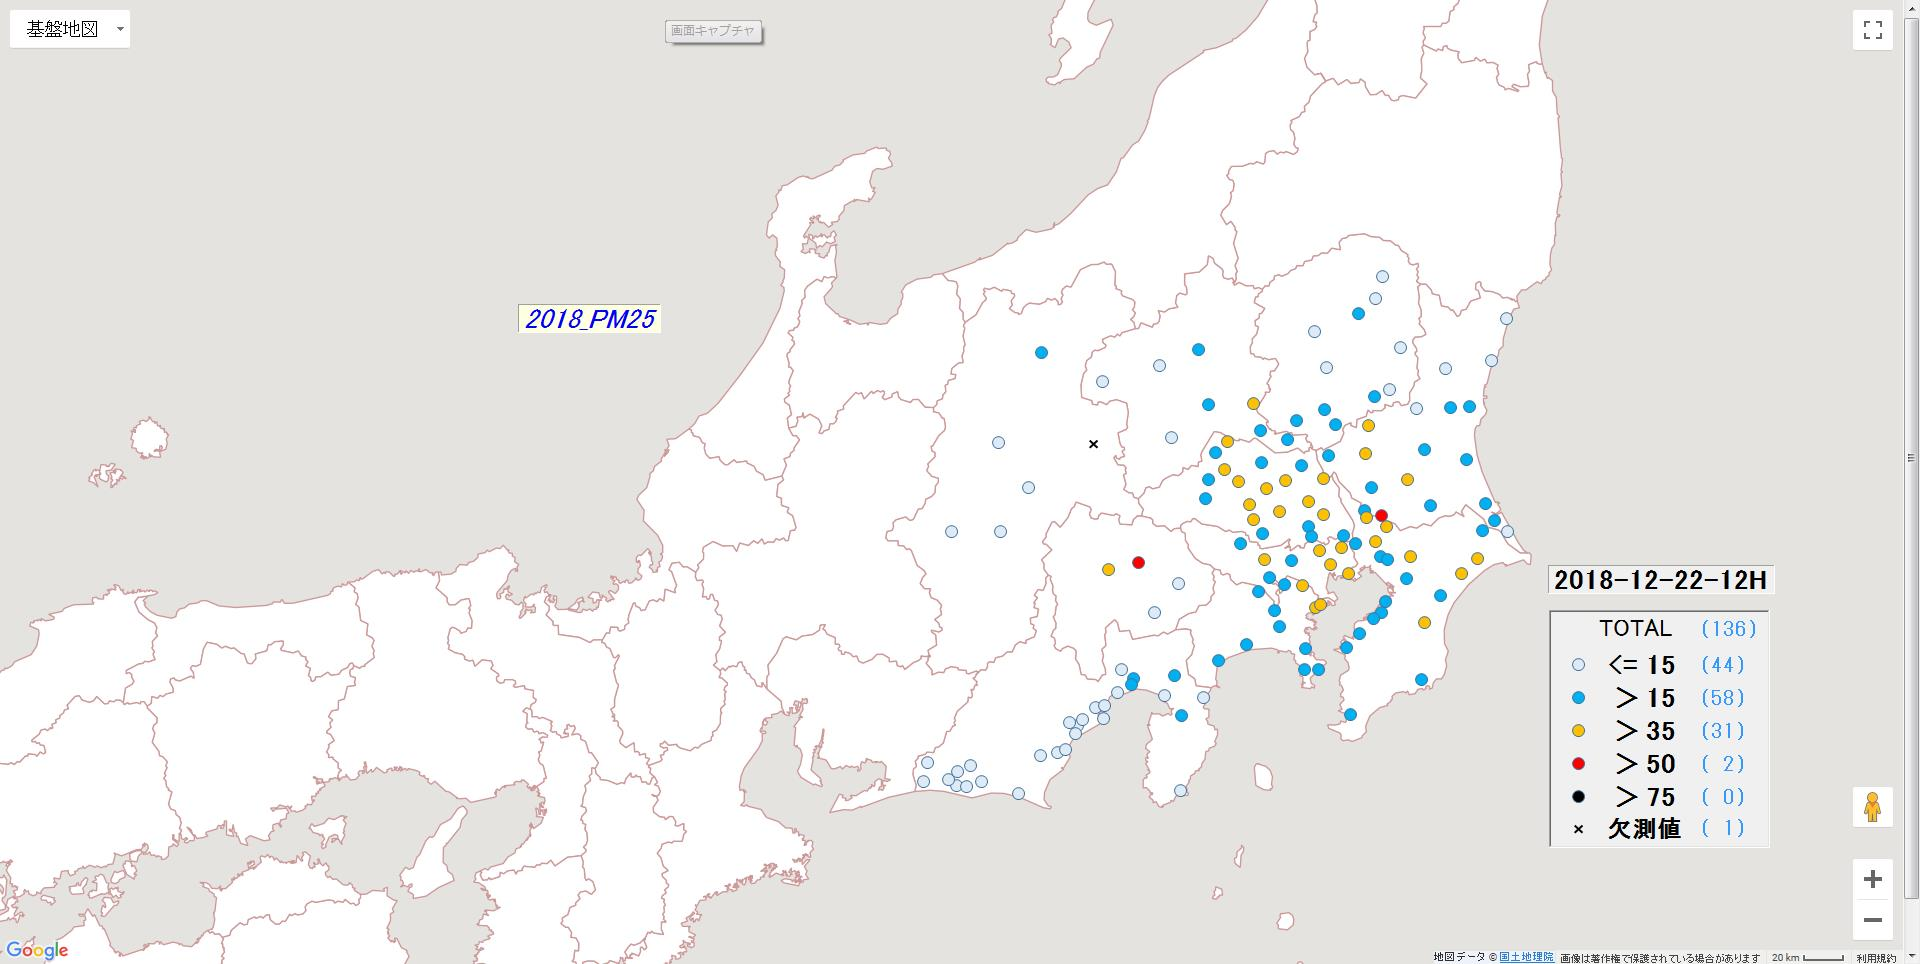 基盤地図
画面キャプチャ
2018_PM25
2018-12-22-12H
TOTAL (136)
<= 15 (44)
> 15 (58)
> 35 (31)
> 50 ( 2)
> 75 ( 0)
× 欠測値 ( 1)
Google
地図データ © 国土地理院 画像は著作権で保護されている場合があります 20 km 利用規約